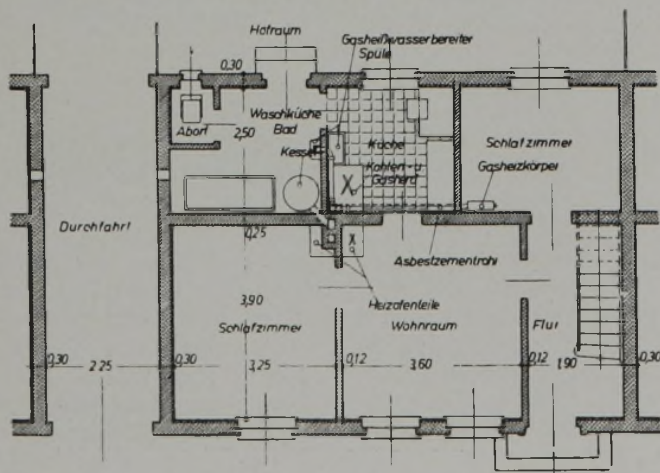 Hofraum
Gasheißwasserbereiter
Spüle
0,30
Waschküche
Bad
Abort
2,50
Kessel
Küche
Kohlen- u
Gasherd
Schlafzimmer
Gasheizkörper
Durchfahrt
0,25
Asbestzementrohr
3,90
Heizofenteile
Schlafzimmer
Wohnraum
Flur
0,30
2,25
0,30
3,25
0,12
3,60
0,12
1,90
0,30